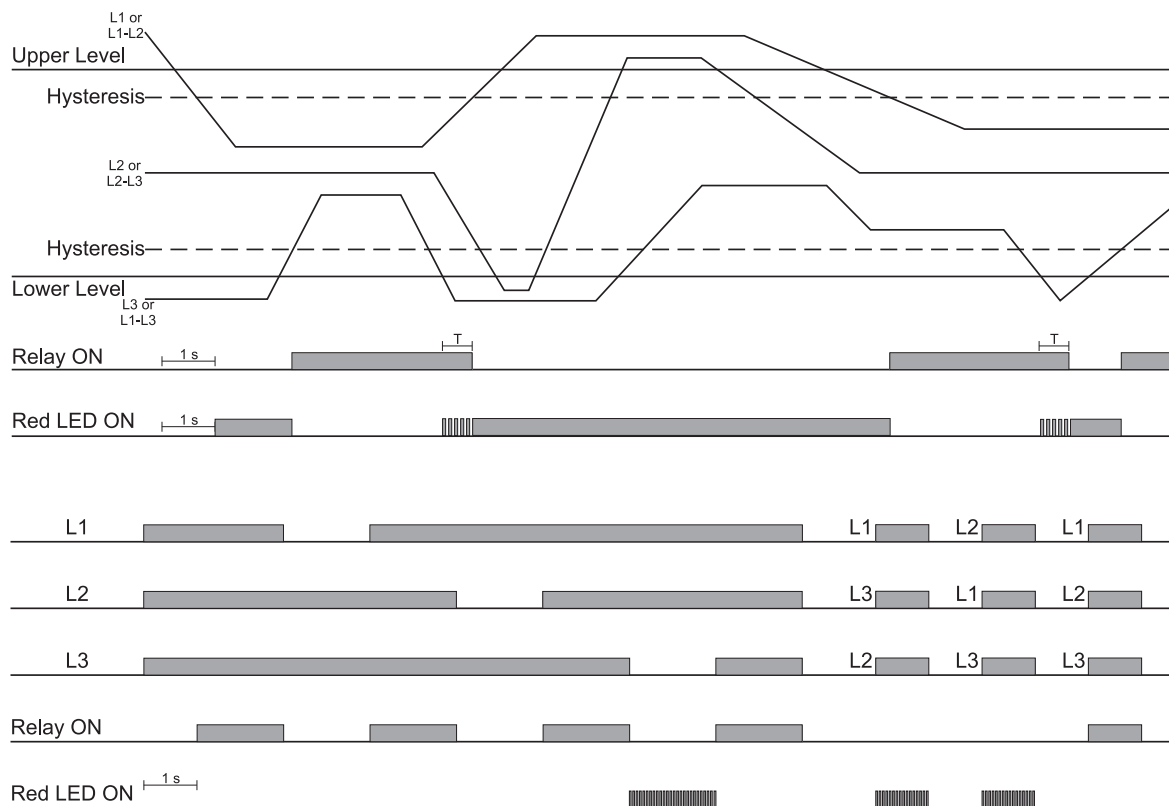 L1 or
L1-L2
Upper Level
Hysteresis
L2 or
L2-L3
Hysteresis
Lower Level
L3 or
L1-L3
T T
Relay ON 1 s
Red LED ON 1 s
L1 L1 L2 L1
L2 L3 L1 L2
L3 L2 L3 L3
Relay ON
1 s
Red LED ON